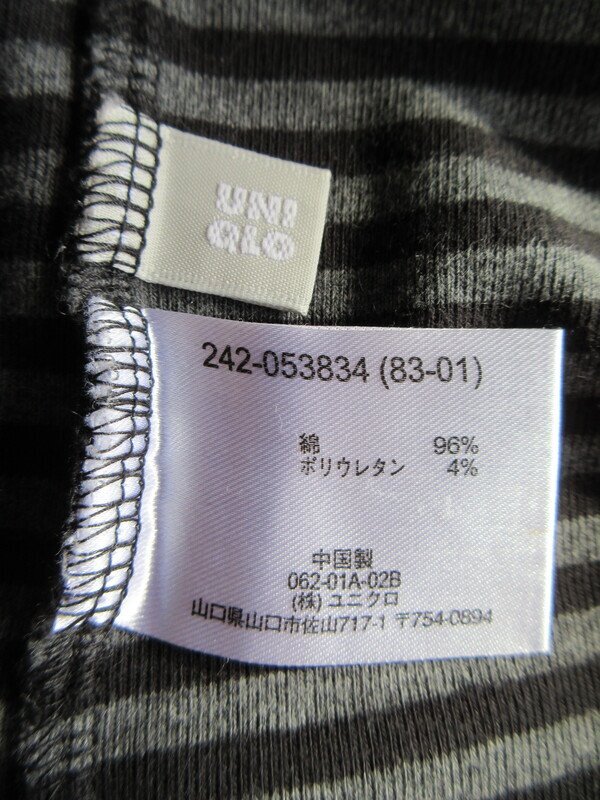 UNI
QLO
242-053834 (83-01)
綿 96%
ポリウレタン 4%
中国製
062-01A-02B
(株) ユニクロ
山口県山口市佐山717-1 〒754-0894